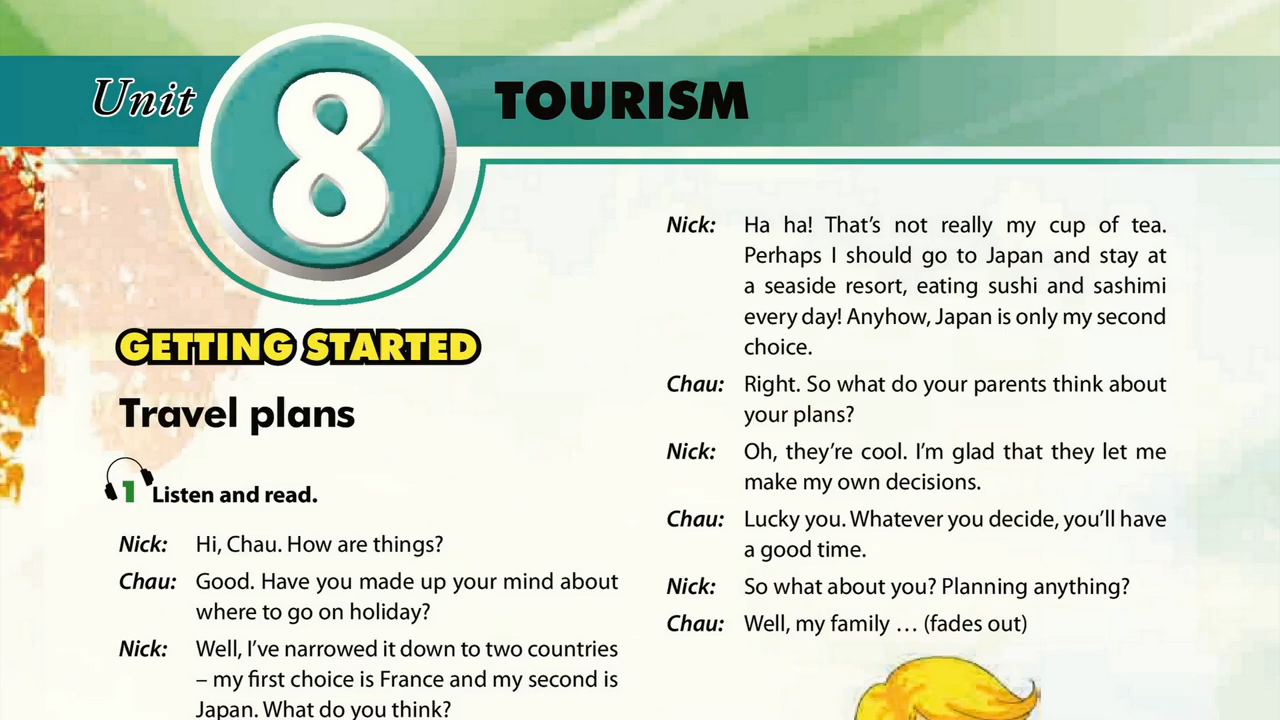 Unit 8 TOURISM
GETTING STARTED
Travel plans
1 Listen and read.
Nick: Hi, Chau. How are things?
Chau: Good. Have you made up your mind about
where to go on holiday?
Nick: Well, I've narrowed it down to two countries
– my first choice is France and my second is
Japan. What do you think?
Nick: Ha ha! That's not really my cup of tea.
Perhaps I should go to Japan and stay at
a seaside resort, eating sushi and sashimi
every day! Anyhow, Japan is only my second
choice.
Chau: Right. So what do your parents think about
your plans?
Nick: Oh, they're cool. I'm glad that they let me
make my own decisions.
Chau: Lucky you. Whatever you decide, you'll have
a good time.
Nick: So what about you? Planning anything?
Chau: Well, my family … (fades out)